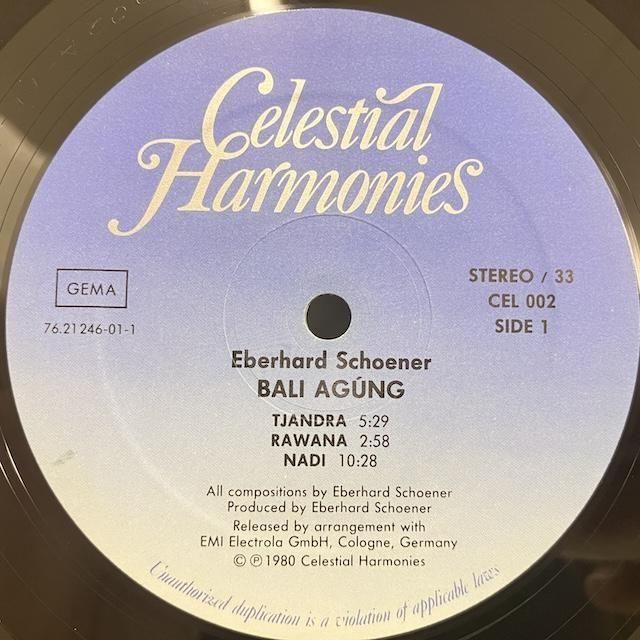 Celestial
Harmonies
GEMA
76.21246-01-1
STEREO / 33
CEL 002
SIDE 1
Eberhard Schoener
BALI AGÚNG
TJANDRA 5:29
RAWANA 2:58
NADI 10:28
All compositions by Eberhard Schoener
Produced by Eberhard Schoener
Released by arrangement with
EMI Electrola GmbH, Cologne, Germany
© ℗ 1980 Celestial Harmonies
Unauthorized duplication is a violation of applicable laws